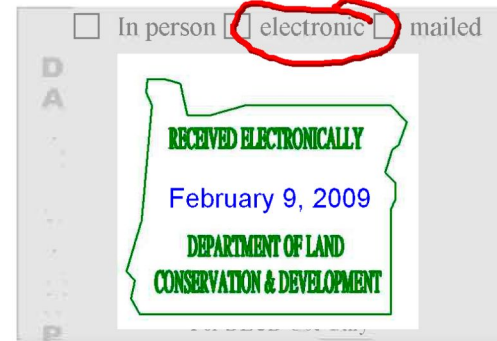 ☐ In person ☐ electronic ☐ mailed
D
A
RECEIVED ELECTRONICALLY
February 9, 2009
DEPARTMENT OF LAND
CONSERVATION & DEVELOPMENT
P